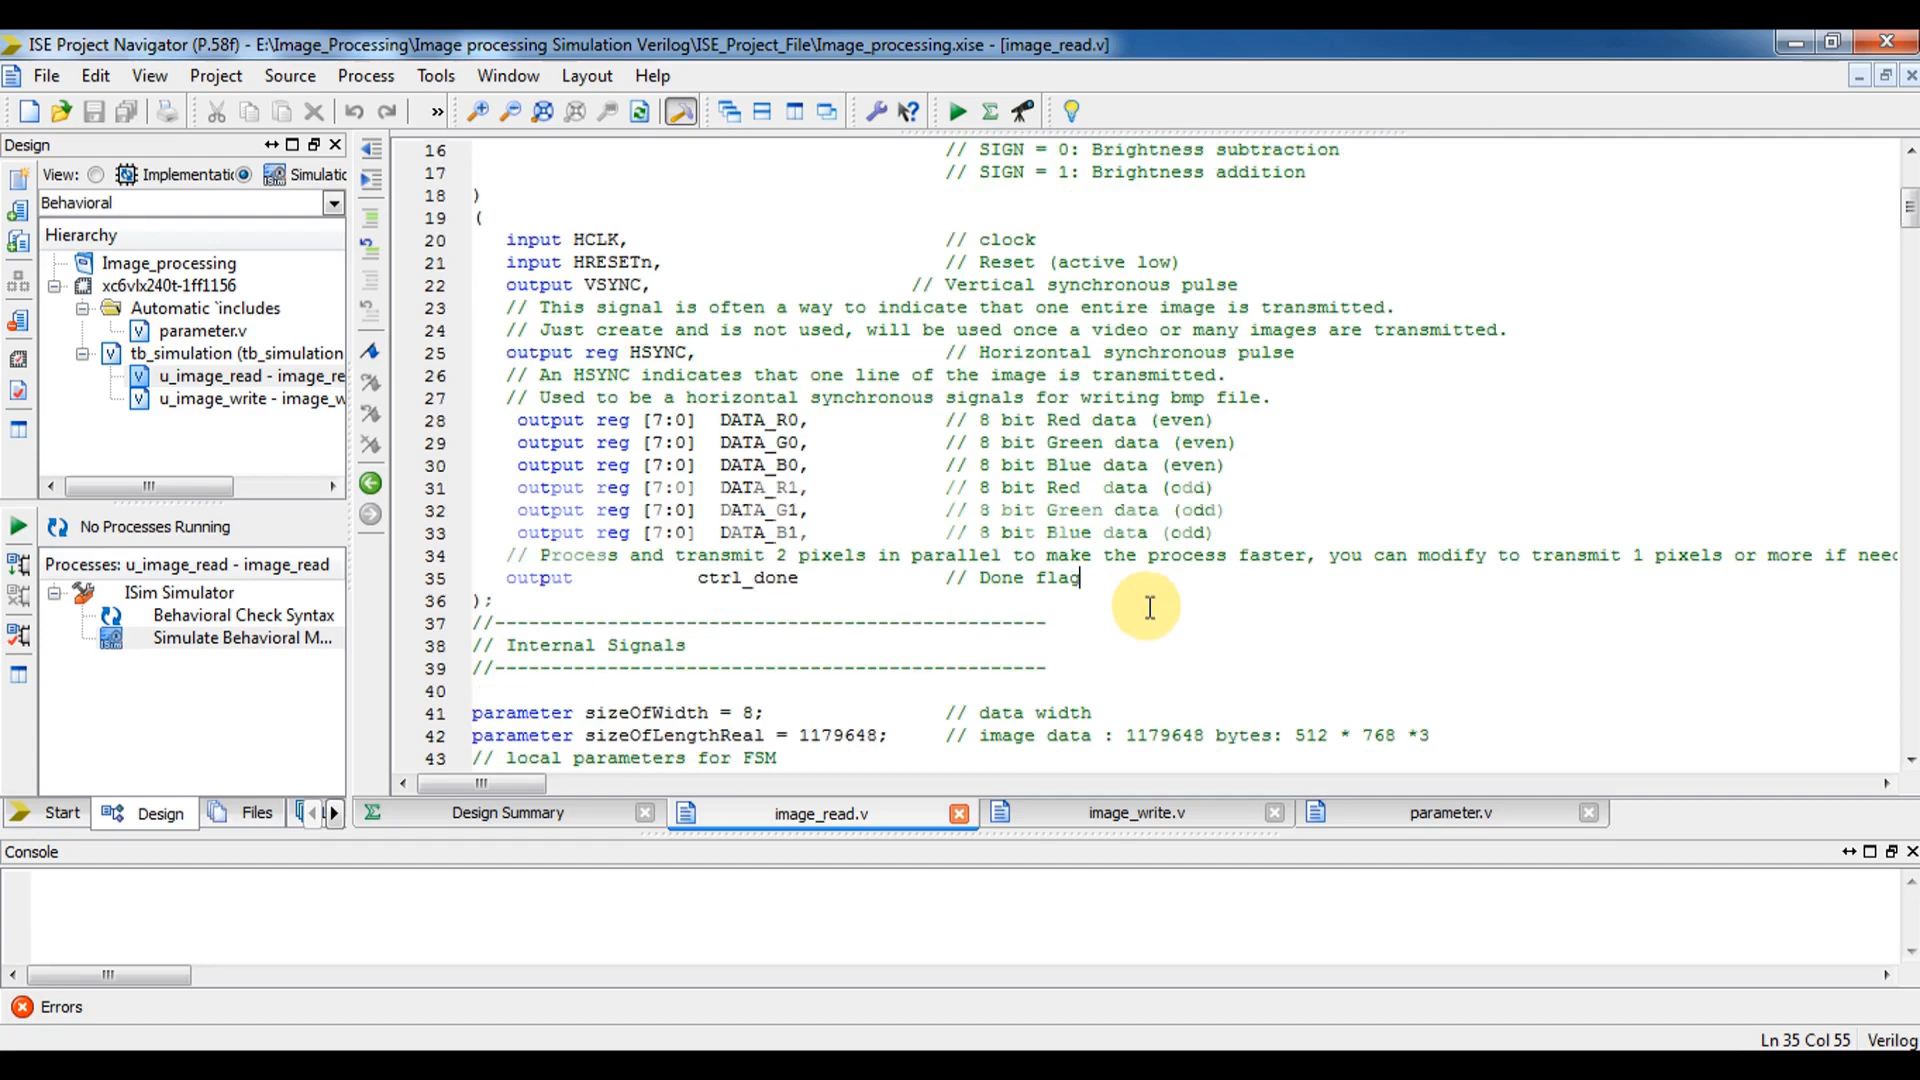 ISE Project Navigator (P.58f) - E:\Image_Processing\Image processing Simulation Verilog\ISE_Project_File\Image_processing.xise - [image_read.v]
File Edit View Project Source Process Tools Window Layout Help
Design
View: Implementatic Simulatic
Behavioral
Hierarchy
Image_processing
xc6vlx240t-1ff1156
Automatic `includes
parameter.v
tb_simulation (tb_simulation
u_image_read - image_re
u_image_write - image_w
No Processes Running
Processes: u_image_read - image_read
ISim Simulator
Behavioral Check Syntax
Simulate Behavioral M...
Start Design Files
16 // SIGN = 0: Brightness subtraction
17 // SIGN = 1: Brightness addition
18 )
19 (
20 input HCLK, // clock
21 input HRESETn, // Reset (active low)
22 output VSYNC, // Vertical synchronous pulse
23 // This signal is often a way to indicate that one entire image is transmitted.
24 // Just create and is not used, will be used once a video or many images are transmitted.
25 output reg HSYNC, // Horizontal synchronous pulse
26 // An HSYNC indicates that one line of the image is transmitted.
27 // Used to be a horizontal synchronous signals for writing bmp file.
28 output reg [7:0] DATA_R0, // 8 bit Red data (even)
29 output reg [7:0] DATA_G0, // 8 bit Green data (even)
30 output reg [7:0] DATA_B0, // 8 bit Blue data (even)
31 output reg [7:0] DATA_R1, // 8 bit Red data (odd)
32 output reg [7:0] DATA_G1, // 8 bit Green data (odd)
33 output reg [7:0] DATA_B1, // 8 bit Blue data (odd)
34 // Process and transmit 2 pixels in parallel to make the process faster, you can modify to transmit 1 pixels or more if need
35 output ctrl_done // Done flag
36 );
37 //-------------------------------------------------
38 // Internal Signals
39 //-------------------------------------------------
40
41 parameter sizeOfWidth = 8; // data width
42 parameter sizeOfLengthReal = 1179648; // image data : 1179648 bytes: 512 * 768 *3
43 // local parameters for FSM
Design Summary image_read.v image_write.v parameter.v
Console
Errors
Ln 35 Col 55 Verilog